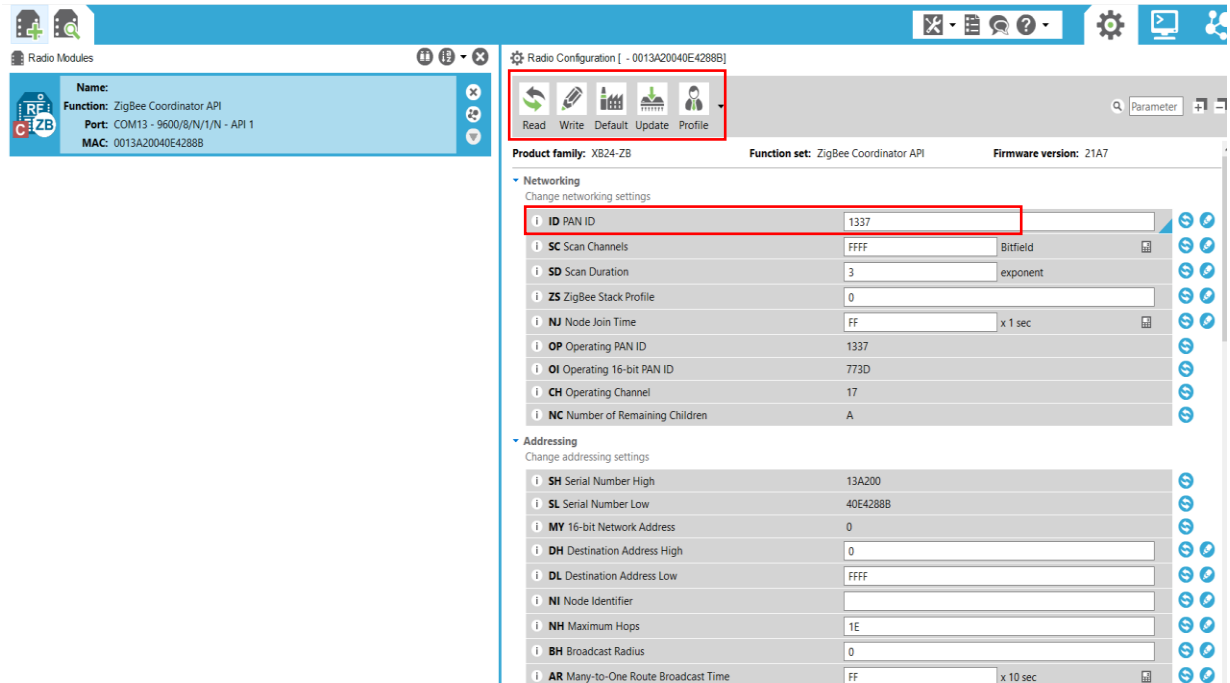 Radio Modules
Name:
Function: ZigBee Coordinator API
Port: COM13 - 9600/8/N/1/N - API 1
MAC: 0013A20040E4288B
RF
C ZB
Radio Configuration [ - 0013A20040E4288B]
Read Write Default Update Profile
Parameter
Product family: XB24-ZB Function set: ZigBee Coordinator API Firmware version: 21A7
Networking
Change networking settings
i ID PAN ID 1337
i SC Scan Channels FFFF Bitfield
i SD Scan Duration 3 exponent
i ZS ZigBee Stack Profile 0
i NJ Node Join Time FF x 1 sec
i OP Operating PAN ID 1337
i OI Operating 16-bit PAN ID 773D
i CH Operating Channel 17
i NC Number of Remaining Children A
Addressing
Change addressing settings
i SH Serial Number High 13A200
i SL Serial Number Low 40E4288B
i MY 16-bit Network Address 0
i DH Destination Address High 0
i DL Destination Address Low FFFF
i NI Node Identifier
i NH Maximum Hops 1E
i BH Broadcast Radius 0
i AR Many-to-One Route Broadcast Time FF x 10 sec